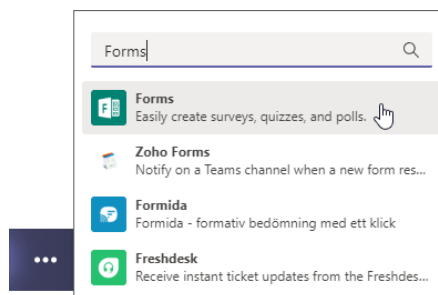 Forms
Forms
Easily create surveys, quizzes, and polls.
Zoho Forms
Notify on a Teams channel when a new form res...
Formida
Formida - formativ bedömning med ett klick
Freshdesk
Receive instant ticket updates from the Freshdes...